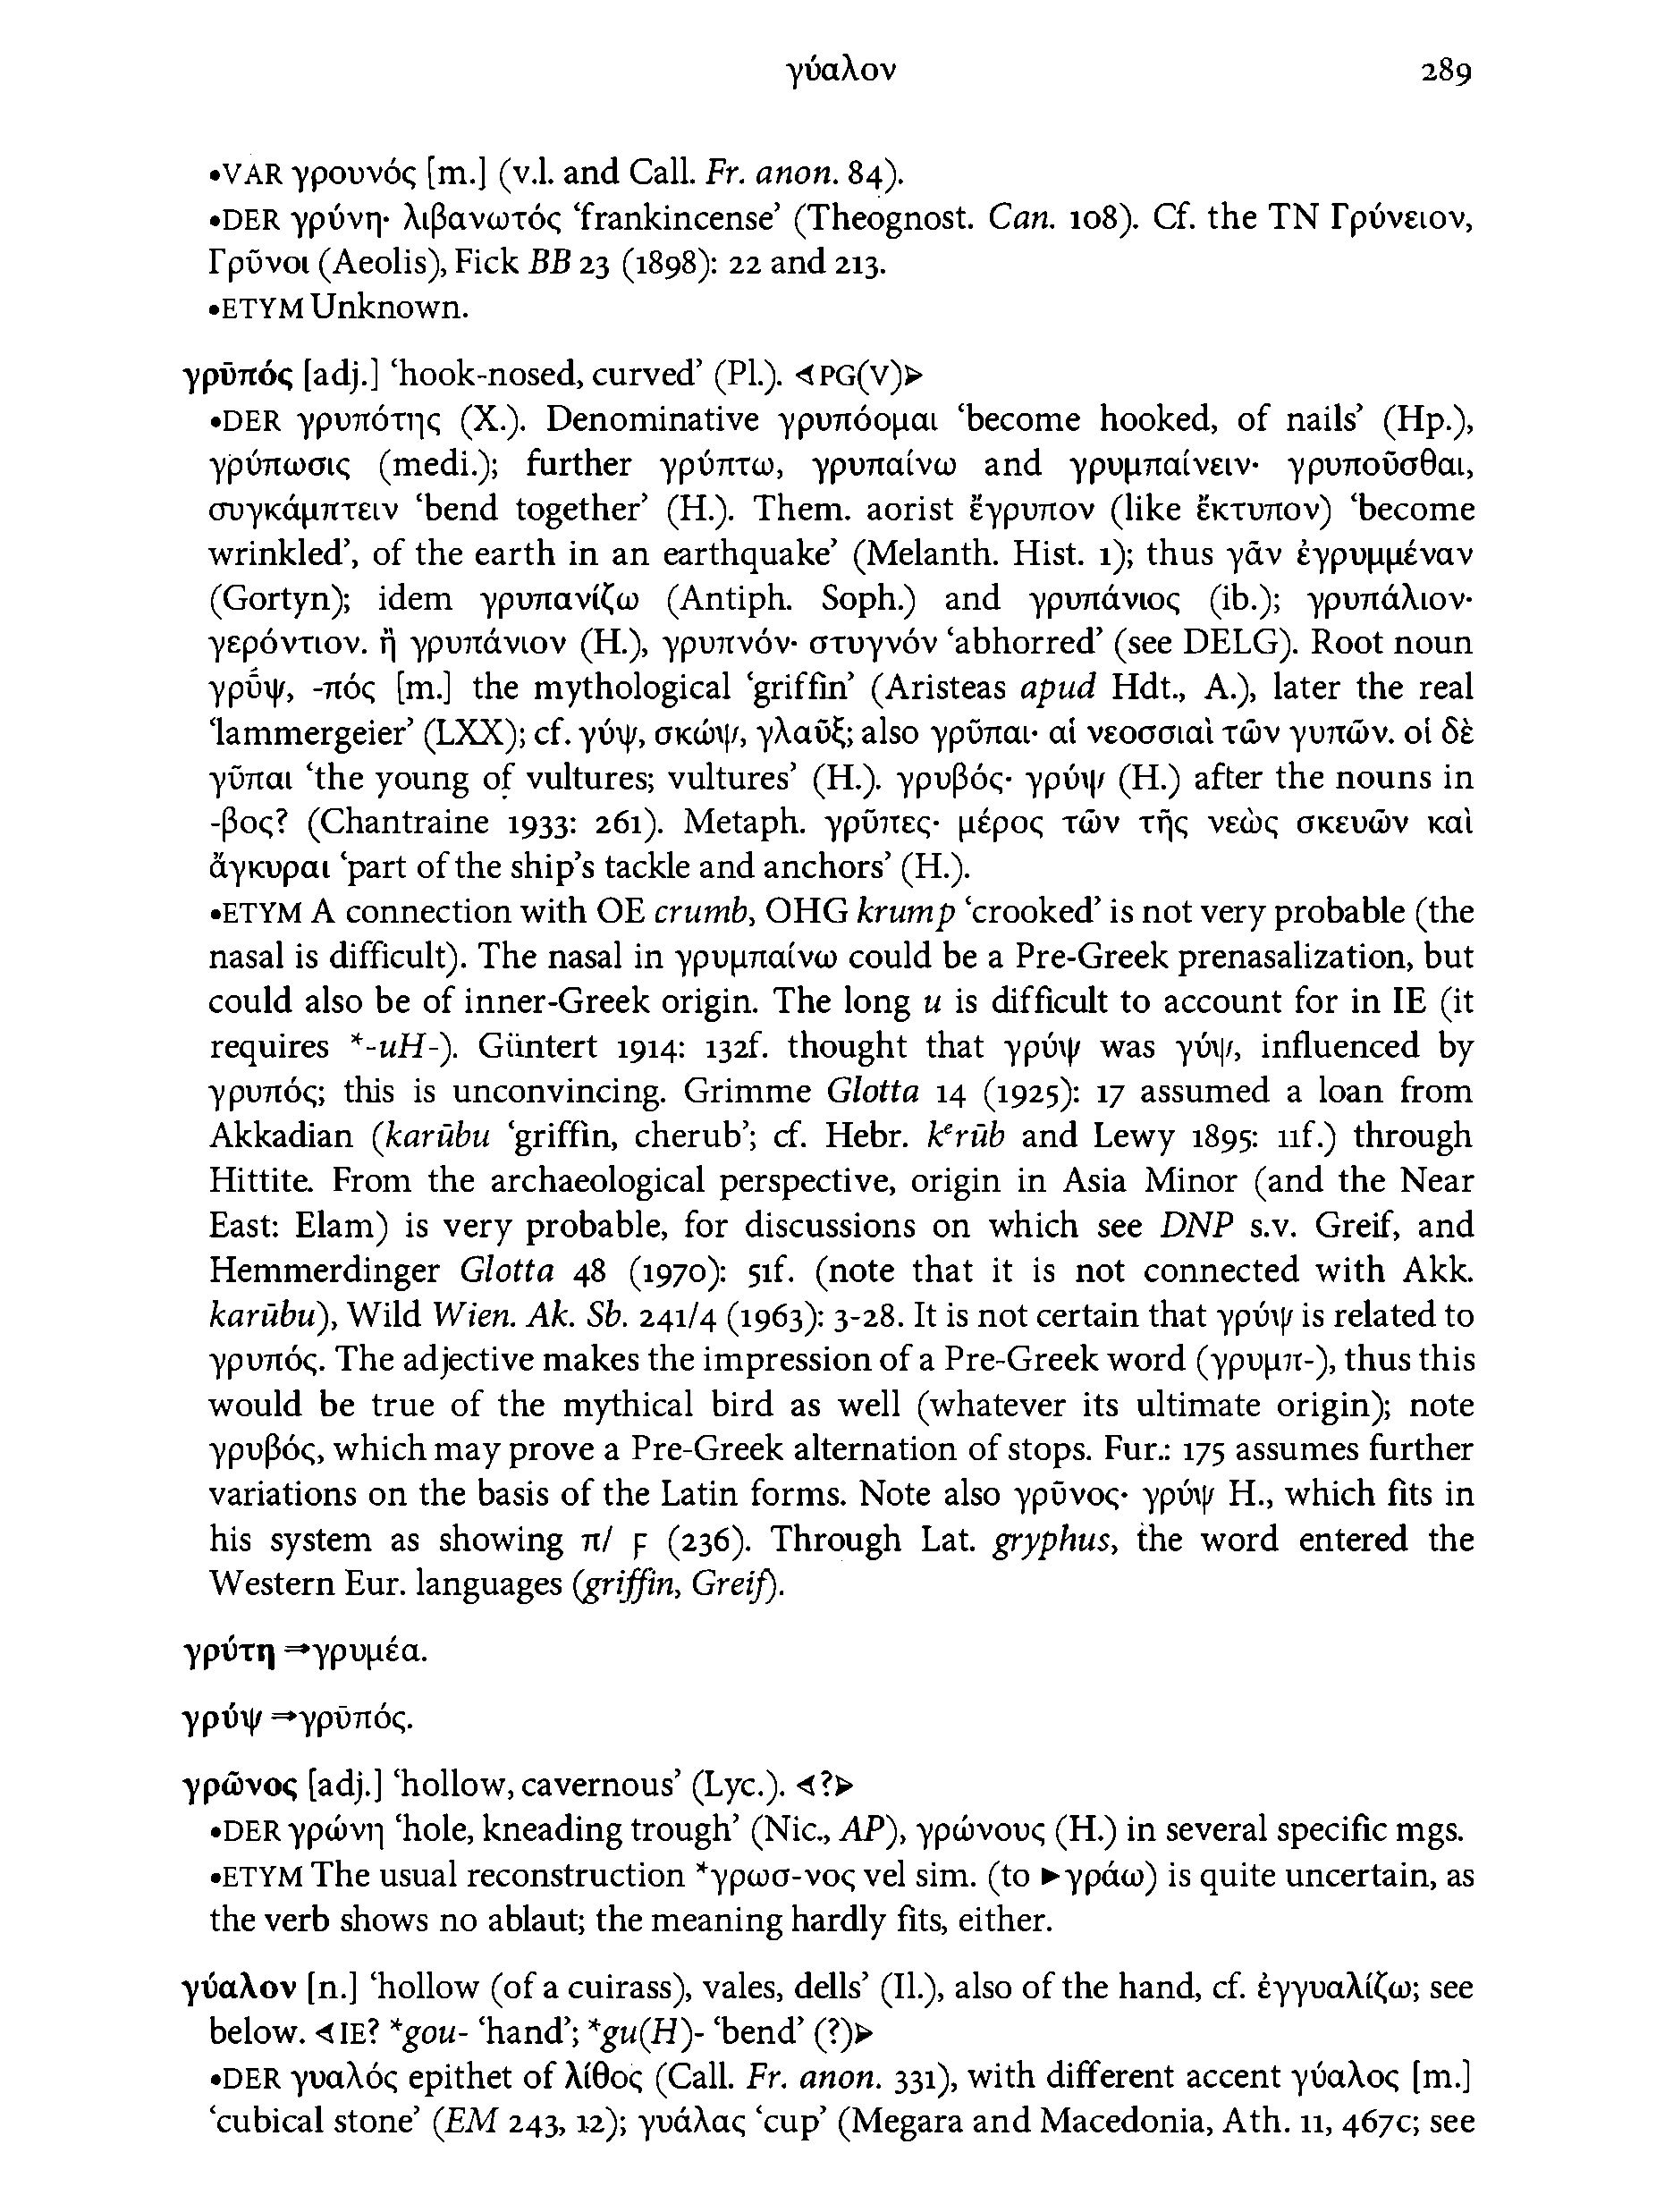 γύαλον 289
•VAR γρουνός [m.] (v.l. and Call. Fr. anon. 84).
•DER γρύνη· λιβανωτός ‘frankincense’ (Theognost. Can. 108). Cf. the TN Γρύνειον,
Γρῦνοι (Aeolis), Fick BB 23 (1898): 22 and 213.
•ETYM Unknown.
γρῡπός [adj.] ‘hook-nosed, curved’ (Pl.). ⊲PG(V)⊳
•DER γρυπότης (X.). Denominative γρυπόομαι ‘become hooked, of nails’ (Hp.),
γρύπωσις (medi.); further γρύπτω, γρυπαίνω and γρυμπαίνειν· γρυποῦσθαι,
συγκάμπτειν ‘bend together’ (H.). Them. aorist ἔγρυπον (like ἔκτυπον) ‘become
wrinkled’, of the earth in an earthquake’ (Melanth. Hist. 1); thus γᾶν ἐγρυμμέναν
(Gortyn); idem γρυπανίζω (Antiph. Soph.) and γρυπάνιος (ib.); γρυπάλιον·
γερόντιον. ἢ γρυπάνιον (H.), γρυπνόν· στυγνόν ‘abhorred’ (see DELG). Root noun
γρῡ́ψ, -πός [m.] the mythological ‘griffin’ (Aristeas apud Hdt., A.), later the real
‘lammergeier’ (LXX); cf. γύψ, σκώψ, γλαῦξ; also γρῦπαι· αἱ νεοσσιαὶ τῶν γυπῶν. οἱ δὲ
γῦπαι ‘the young of vultures; vultures’ (H.). γρυβός· γρύψ (H.) after the nouns in
-βος? (Chantraine 1933: 261). Metaph. γρῦπες· μέρος τῶν τῆς νεὼς σκευῶν καὶ
ἄγκυραι ‘part of the ship’s tackle and anchors’ (H.).
•ETYM A connection with OE crumb, OHG krump ‘crooked’ is not very probable (the
nasal is difficult). The nasal in γρυμπαίνω could be a Pre-Greek prenasalization, but
could also be of inner-Greek origin. The long u is difficult to account for in IE (it
requires *-uH-). Güntert 1914: 132f. thought that γρύψ was γύψ, influenced by
γρυπός; this is unconvincing. Grimme Glotta 14 (1925): 17 assumed a loan from
Akkadian (karūbu ‘griffin, cherub’; cf. Hebr. kᵉrūb and Lewy 1895: 11f.) through
Hittite. From the archaeological perspective, origin in Asia Minor (and the Near
East: Elam) is very probable, for discussions on which see DNP s.v. Greif, and
Hemmerdinger Glotta 48 (1970): 51f. (note that it is not connected with Akk.
karūbu), Wild Wien. Ak. Sb. 241/4 (1963): 3-28. It is not certain that γρύψ is related to
γρυπός. The adjective makes the impression of a Pre-Greek word (γρυμπ-), thus this
would be true of the mythical bird as well (whatever its ultimate origin); note
γρυβός, which may prove a Pre-Greek alternation of stops. Fur.: 175 assumes further
variations on the basis of the Latin forms. Note also γρῦνος· γρύψ H., which fits in
his system as showing π/ ϝ (236). Through Lat. gryphus, the word entered the
Western Eur. languages (griffin, Greif).
γρύτη ⇒γρυμέα.
γρύψ ⇒γρῡπός.
γρῶνος [adj.] ‘hollow, cavernous’ (Lyc.). ⊲?⊳
•DER γρώνη ‘hole, kneading trough’ (Nic., AP), γρώνους (H.) in several specific mgs.
•ETYM The usual reconstruction *γρωσ-νος vel sim. (to ►γράω) is quite uncertain, as
the verb shows no ablaut; the meaning hardly fits, either.
γύαλον [n.] ‘hollow (of a cuirass), vales, dells’ (Il.), also of the hand, cf. ἐγγυαλίζω; see
below. ⊲IE? *gou- ‘hand’; *gu(H)- ‘bend’ (?)⊳
•DER γυαλός epithet of λίθος (Call. Fr. anon. 331), with different accent γύαλος [m.]
‘cubical stone’ (EM 243, 12); γυάλας ‘cup’ (Megara and Macedonia, Ath. 11, 467c; see